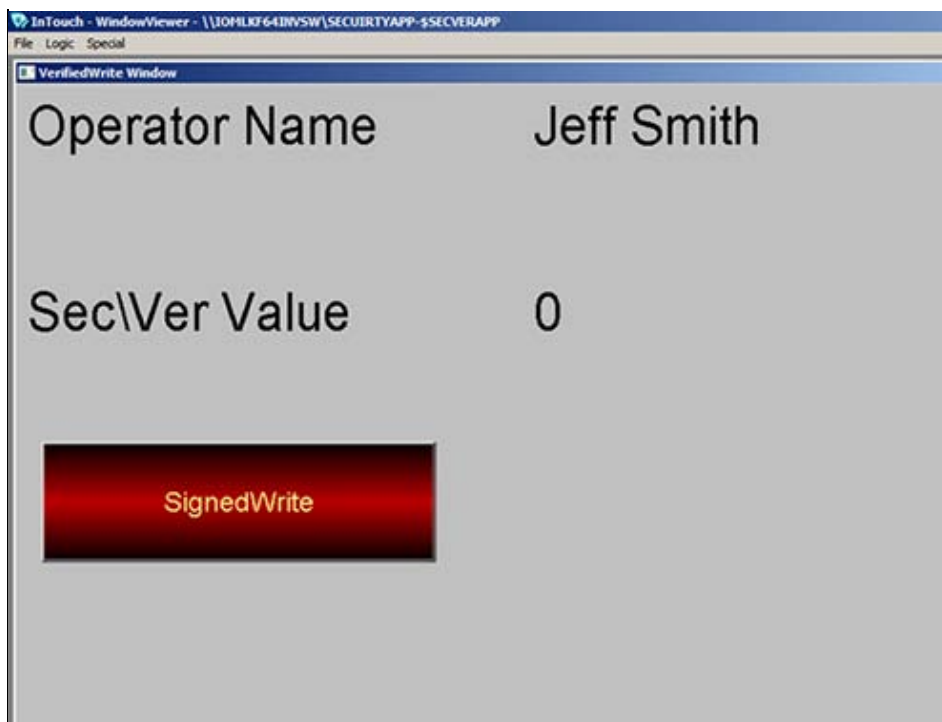 InTouch - WindowViewer - \\IOMLKF64INVSW\SECUIRTYAPP-$SECVERAPP
File Logic Special
VerifiedWrite Window
Operator Name Jeff Smith
Sec\Ver Value 0
SignedWrite